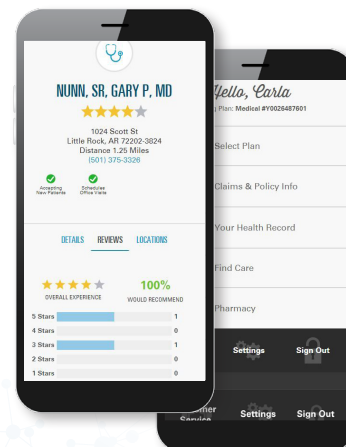 NUNN, SR, GARY P, MD
1024 Scott St
Little Rock, AR 72202-3824
Distance 1.25 Miles
(501) 375-3326
Accepting
New Patients
Schedules
Office Visits
DETAILS REVIEWS LOCATIONS
OVERALL EXPERIENCE
100%
WOULD RECOMMEND
5 Stars 1
4 Stars 0
3 Stars 1
2 Stars 0
1 Stars 0
Hello, Carla
Plan: Medical #Y0026487601
Select Plan
Claims & Policy Info
Your Health Record
Find Care
Pharmacy
Settings Sign Out
Settings Sign Out